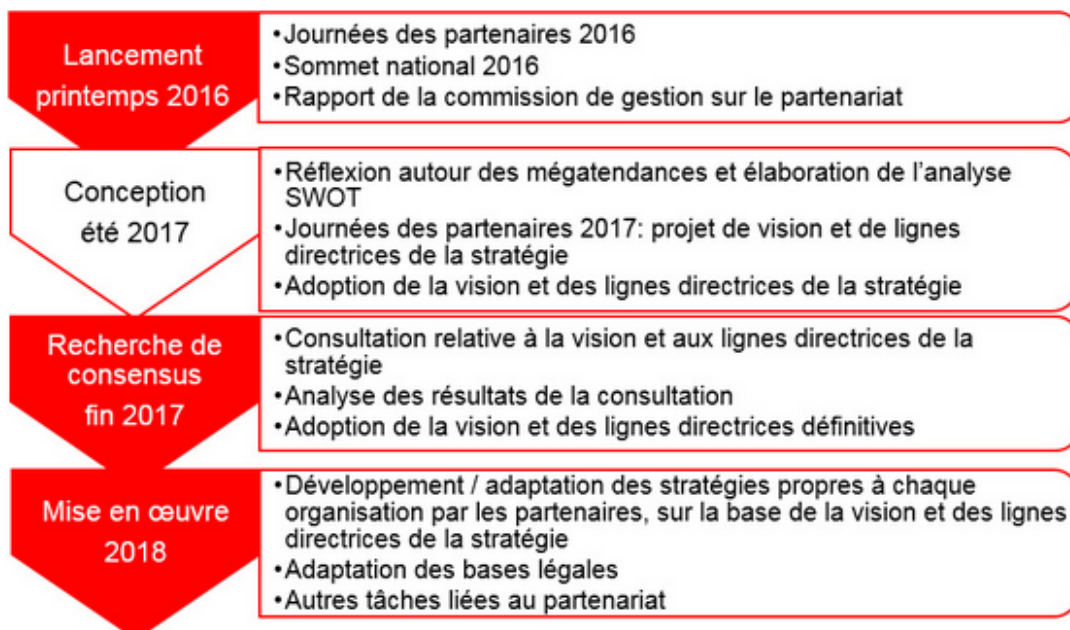 Lancement
printemps 2016
•Journées des partenaires 2016
•Sommet national 2016
•Rapport de la commission de gestion sur le partenariat
Conception
été 2017
•Réflexion autour des mégatendances et élaboration de l'analyse
SWOT
•Journées des partenaires 2017: projet de vision et de lignes
directrices de la stratégie
•Adoption de la vision et des lignes directrices de la stratégie
Recherche de
consensus
fin 2017
•Consultation relative à la vision et aux lignes directrices de la
stratégie
•Analyse des résultats de la consultation
•Adoption de la vision et des lignes directrices définitives
Mise en œuvre
2018
•Développement / adaptation des stratégies propres à chaque
organisation par les partenaires, sur la base de la vision et des lignes
directrices de la stratégie
•Adaptation des bases légales
•Autres tâches liées au partenariat